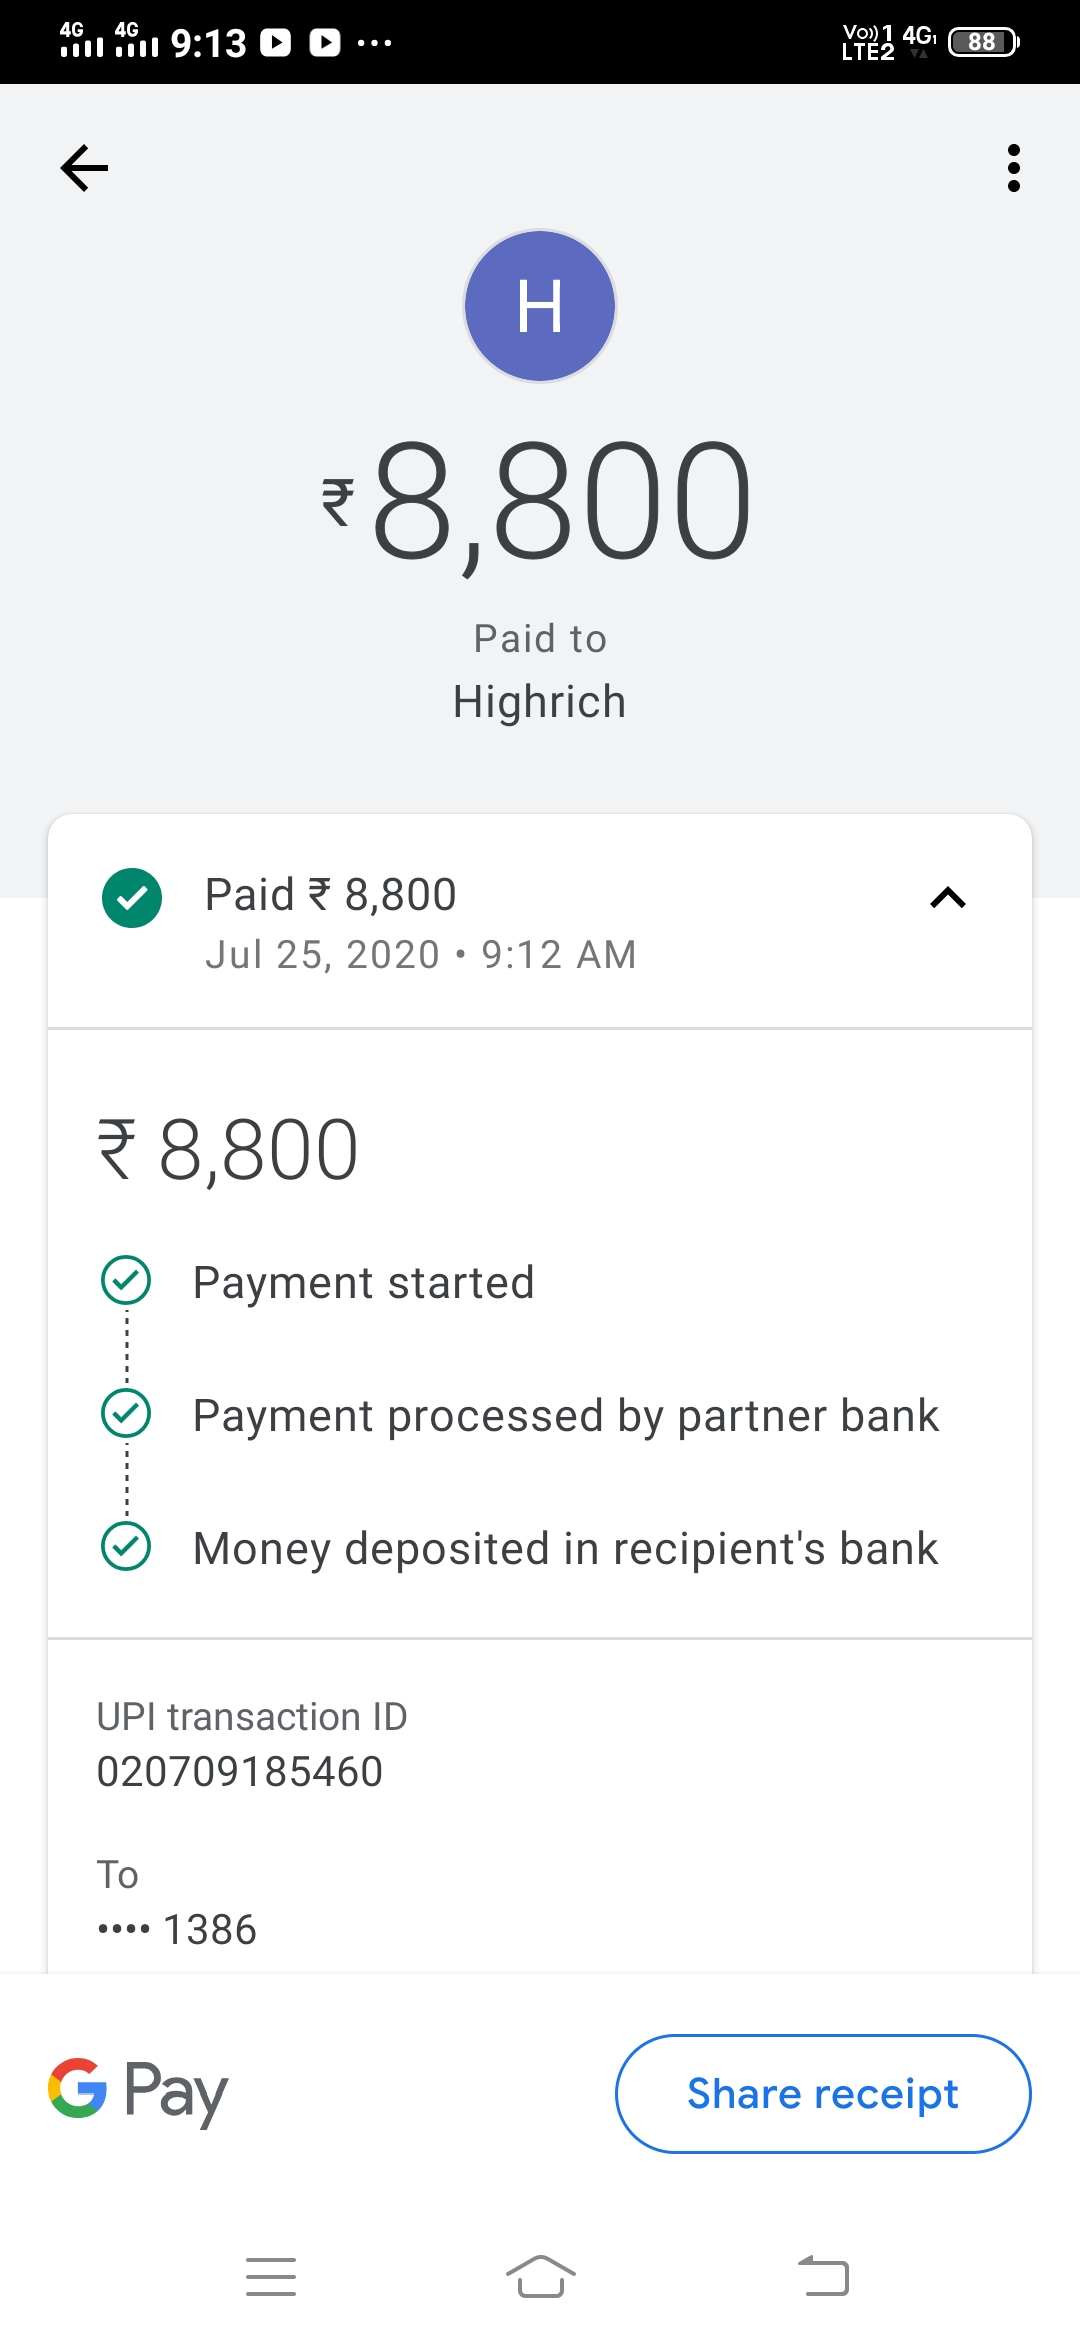 4G 4G 9:13 ... Vo)) 1 4G1 88
LTE2
H
₹8,800
Paid to
Highrich
Paid ₹ 8,800
Jul 25, 2020 • 9:12 AM
₹ 8,800
Payment started
Payment processed by partner bank
Money deposited in recipient's bank
UPI transaction ID
020709185460
To
•••• 1386
G Pay
Share receipt